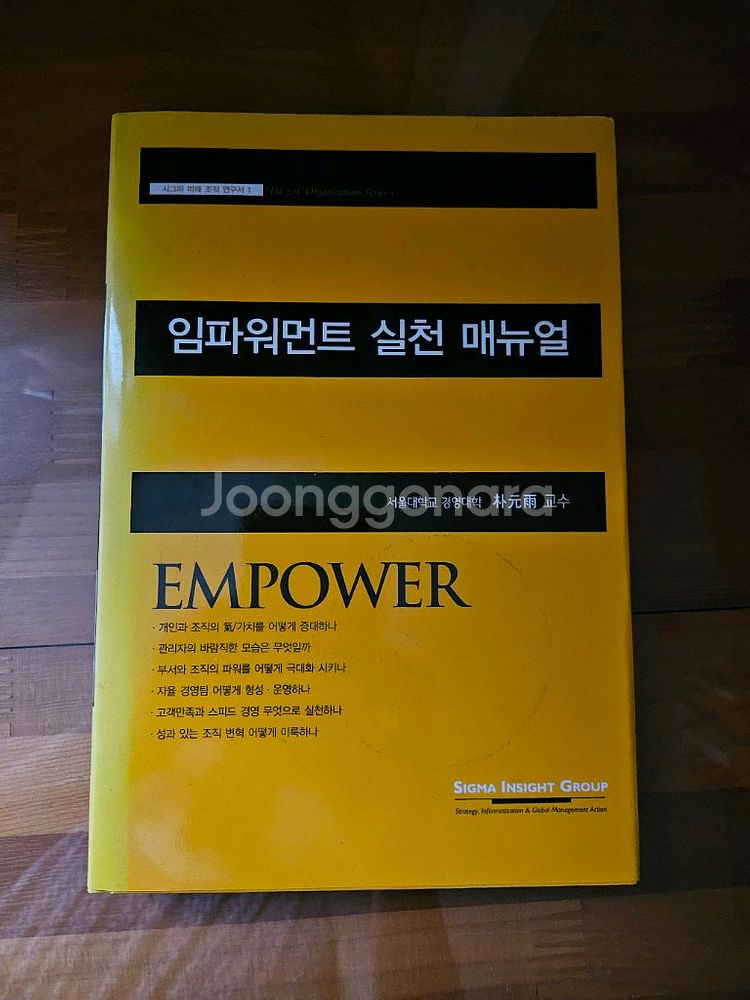 시그마 미래 조직 연구서 1 The 21C Organizations Series 1
임파워먼트 실천 매뉴얼
서울대학교 경영대학 朴元雨 교수
Joonggonara
EMPOWER
· 개인과 조직의 氣/가치를 어떻게 증대하나
· 관리자의 바람직한 모습은 무엇일까
· 부서와 조직의 파워를 어떻게 극대화 시키나
· 자율 경영팀 어떻게 형성 · 운영하나
· 고객만족과 스피드 경영 무엇으로 실천하나
· 성과 있는 조직 변혁 어떻게 이룩하나
SIGMA INSIGHT GROUP
Strategy, Informatization & Global Management Action